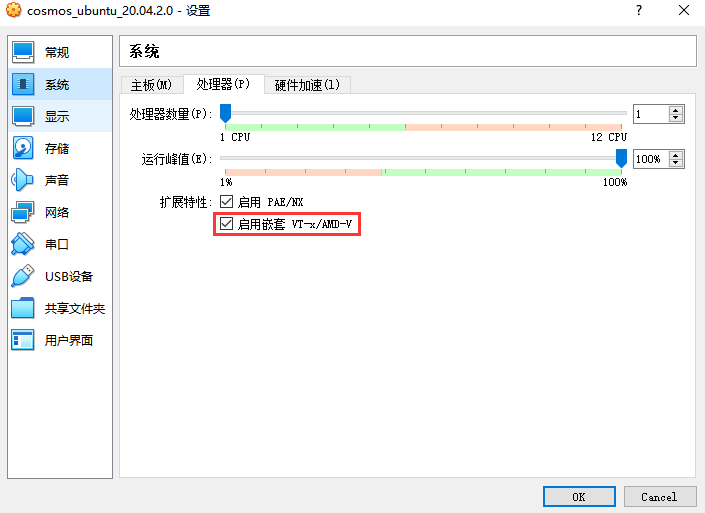 cosmos_ubuntu_20.04.2.0 - 设置
?
常规
系统
显示
存储
声音
网络
串口
USB设备
共享文件夹
用户界面
系统
主板(M) 处理器(P) 硬件加速(l)
处理器数量(P): 1
1 CPU 12 CPU
运行峰值(E): 100%
1% 100%
扩展特性: 启用 PAE/NX
启用嵌套 VT-x/AMD-V
OK Cancel